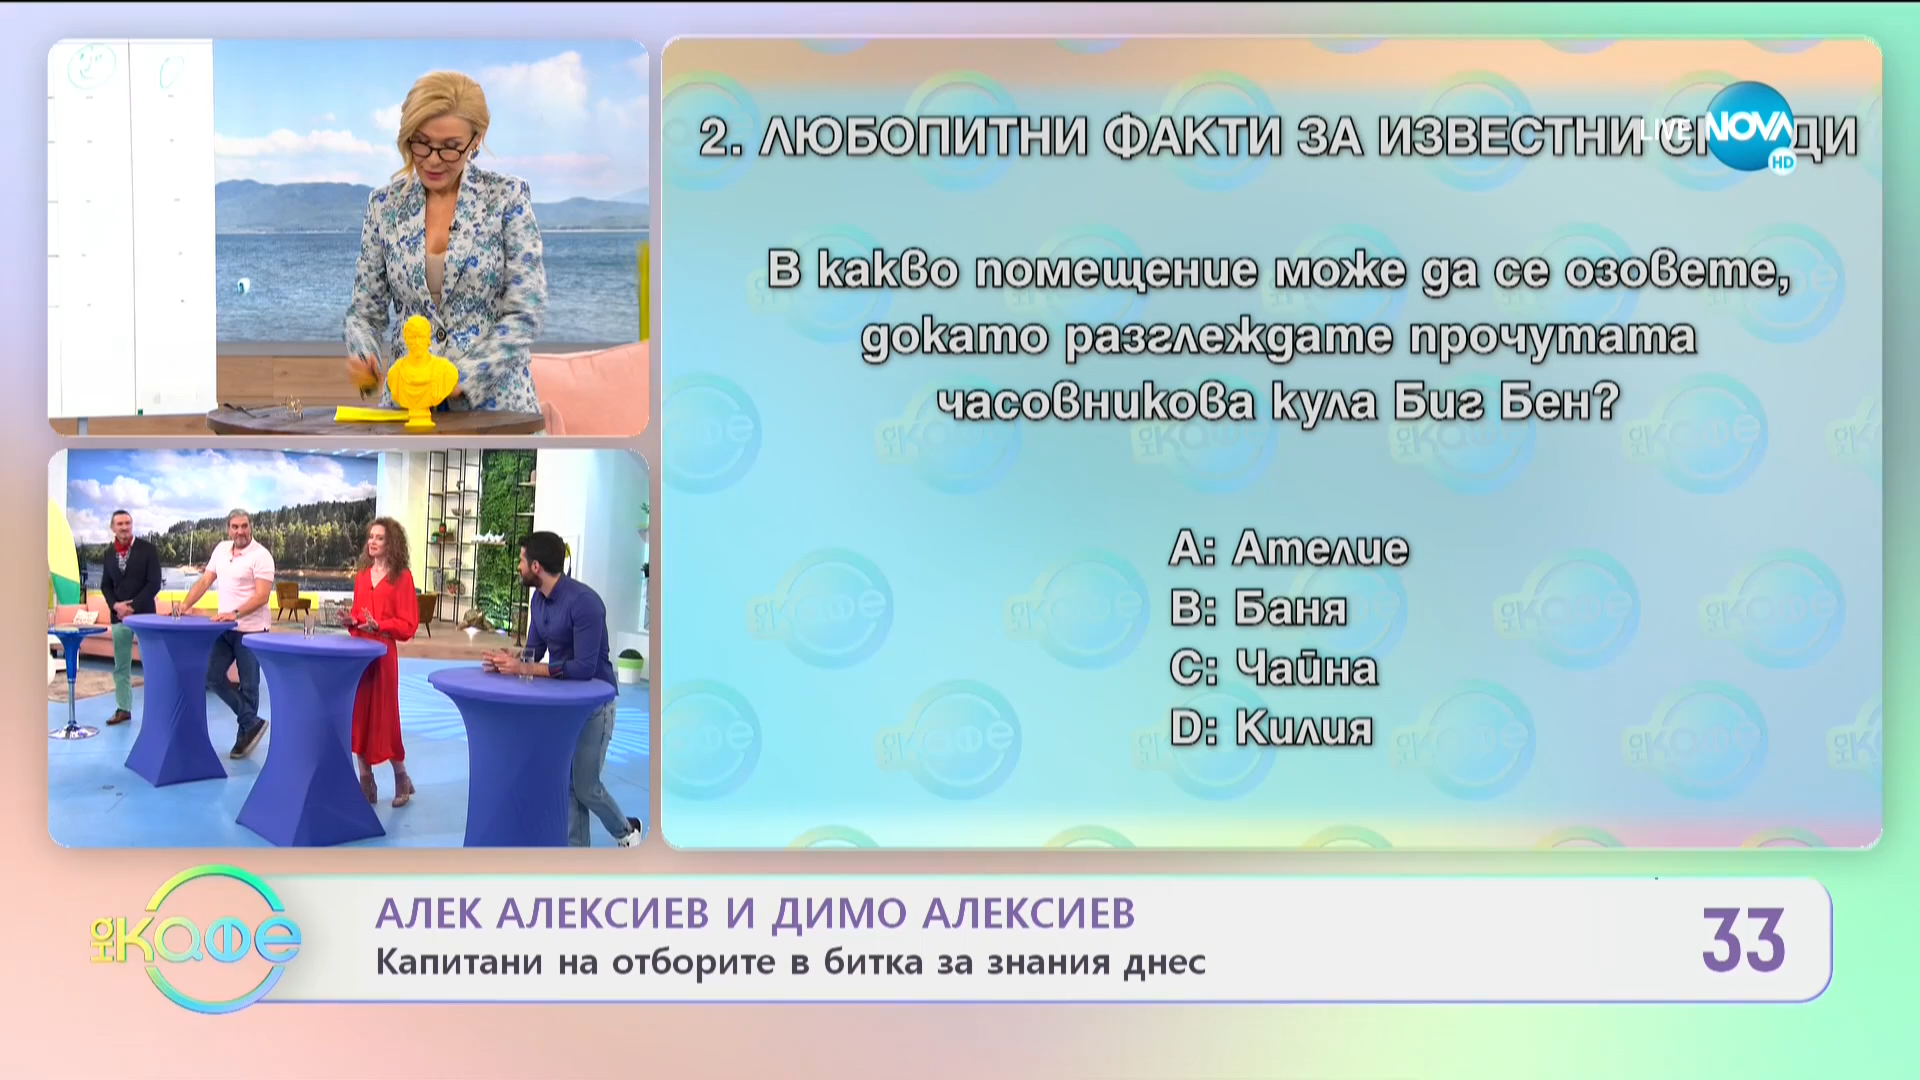 2. ЛЮБОПИТНИ ФАКТИ ЗА ИЗВЕСТНИ
LIVE NOVA HD
В какво помещение може да се озовете,
докато разглеждате прочутата
часовникова кула Биг Бен?
A: Ателие
B: Баня
C: Чайна
D: Килия
на кафе
АЛЕК АЛЕКСИЕВ И ДИМО АЛЕКСИЕВ
Капитани на отборите в битка за знания днес
33